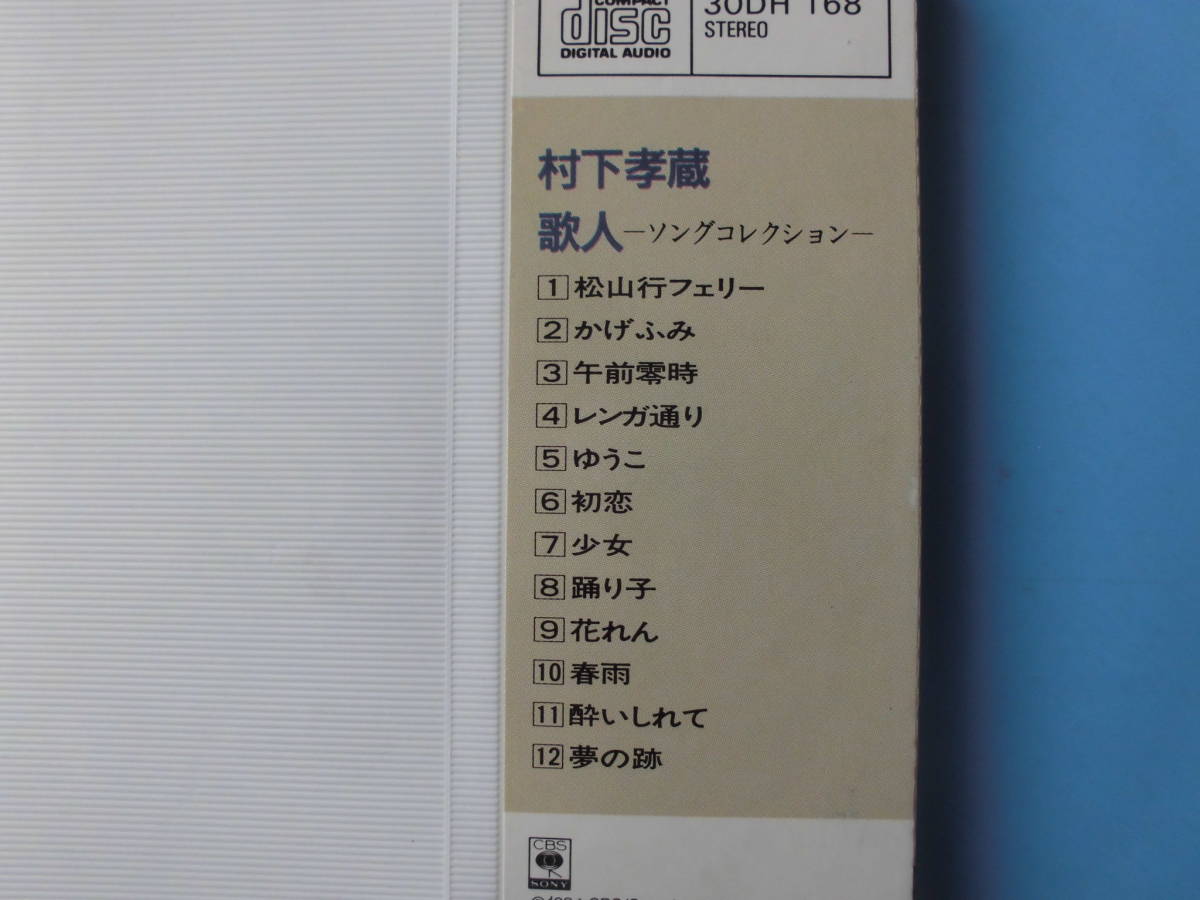 COMPACT
disc
DIGITAL AUDIO
30DH 168
STEREO
村下孝蔵
歌人―ソングコレクション―
1 松山行フェリー
2 かげふみ
3 午前零時
4 レンガ通り
5 ゆうこ
6 初恋
7 少女
8 踊り子
9 花れん
10 春雨
11 酔いしれて
12 夢の跡
CBS
SONY